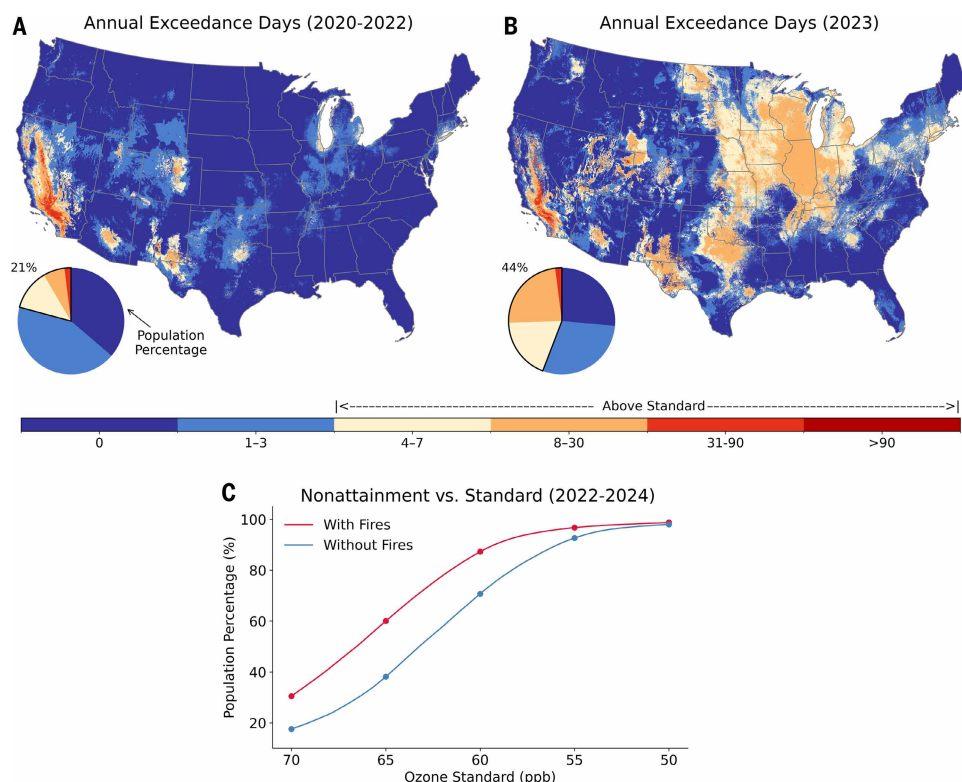 A
Annual Exceedance Days (2020-2022)
B
Annual Exceedance Days (2023)
21%
Population
Percentage
44%
Above Standard
0
1–3
4–7
8–30
31-90
>90
C
Nonattainment vs. Standard (2022-2024)
With Fires
Without Fires
Population Percentage (%)
100
80
60
40
20
70
65
60
55
50
Ozone Standard (ppb)